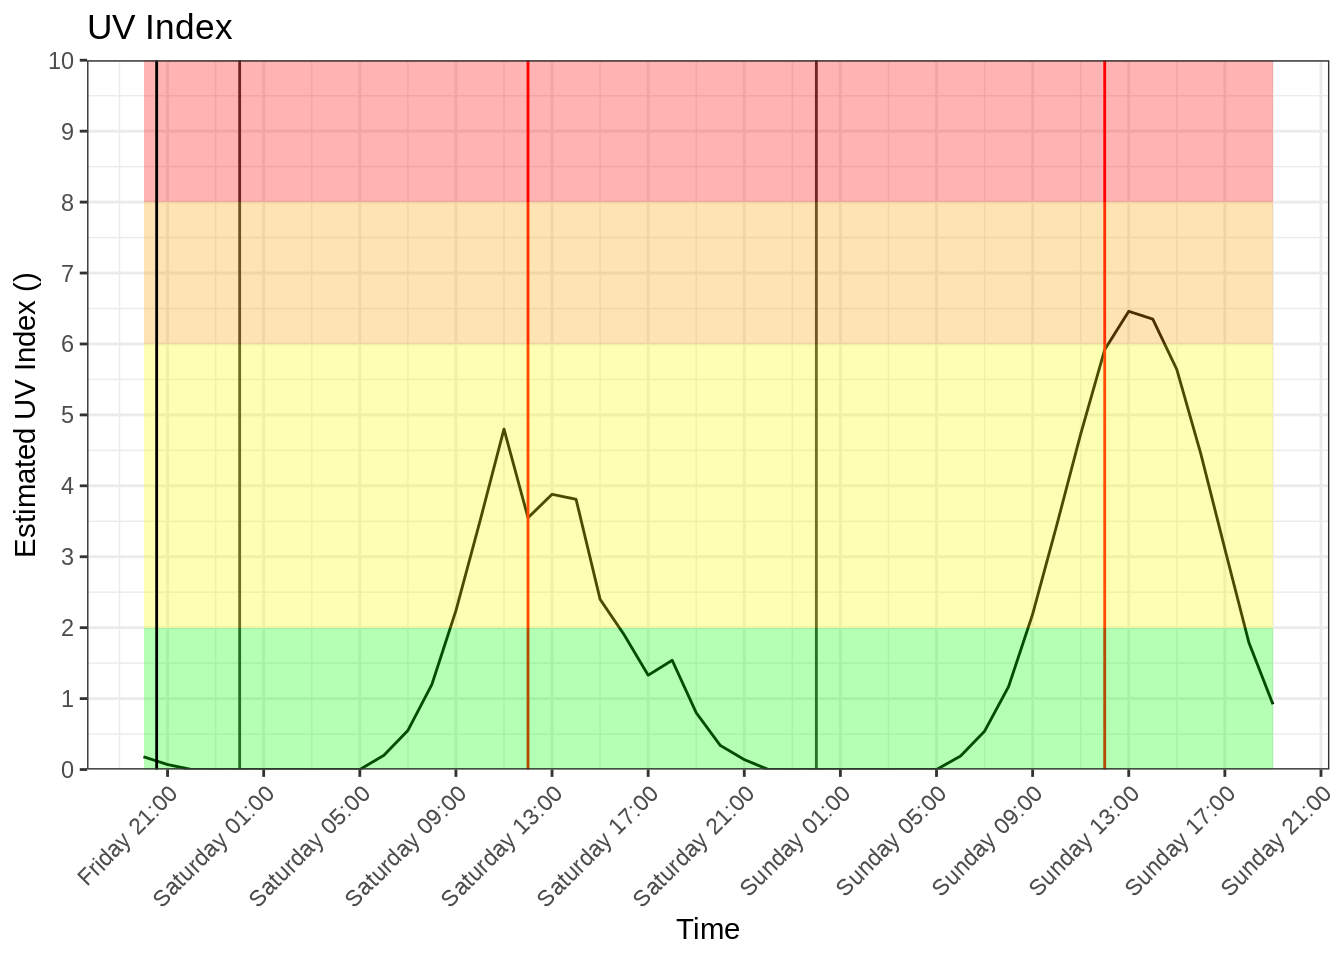 UV Index
Estimated UV Index ()
10
9
8
7
6
5
4
3
2
1
0
Friday 21:00
Saturday 01:00
Saturday 05:00
Saturday 09:00
Saturday 13:00
Saturday 17:00
Saturday 21:00
Sunday 01:00
Sunday 05:00
Sunday 09:00
Sunday 13:00
Sunday 17:00
Sunday 21:00
Time